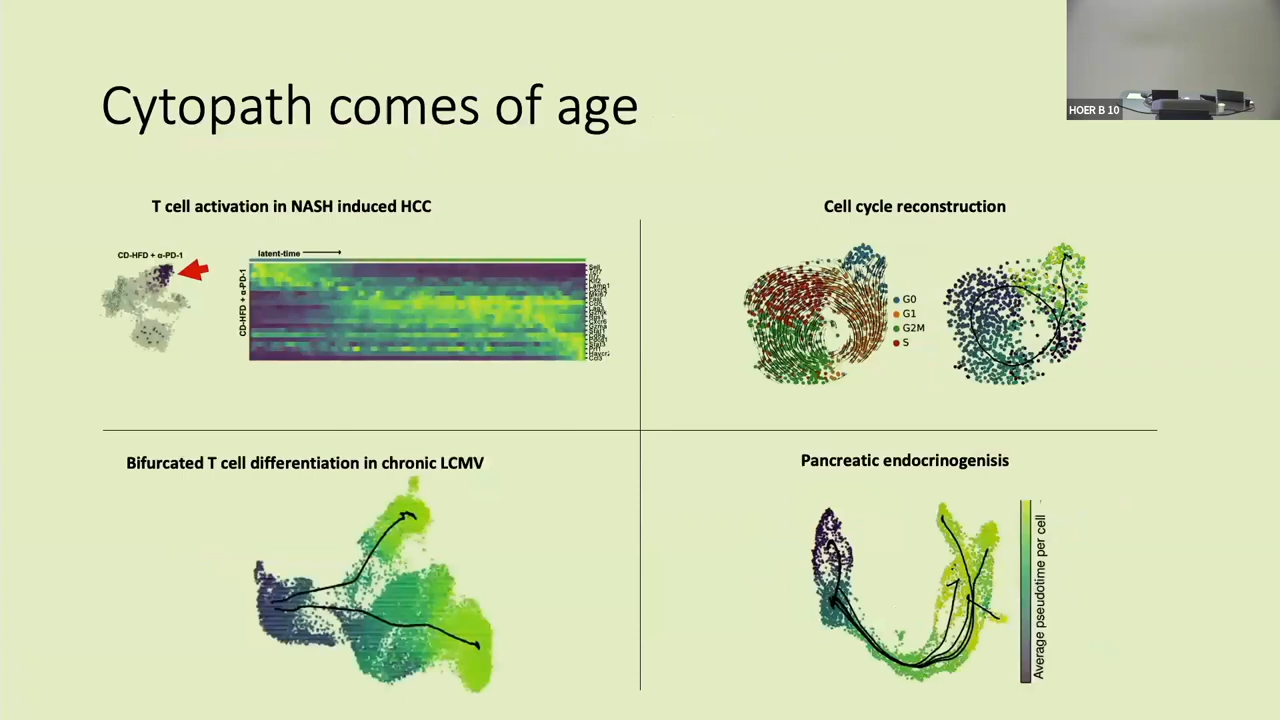 Cytopath comes of age
HOER B 10
T cell activation in NASH induced HCC
CD-HFD + α-PD-1
latent-time
CD-HFD + α-PD-1
Sell
Cell cycle reconstruction
G0
G1
G2M
S
Bifurcated T cell differentiation in chronic LCMV
Pancreatic endocrinogenisis
Average pseudotime per cell